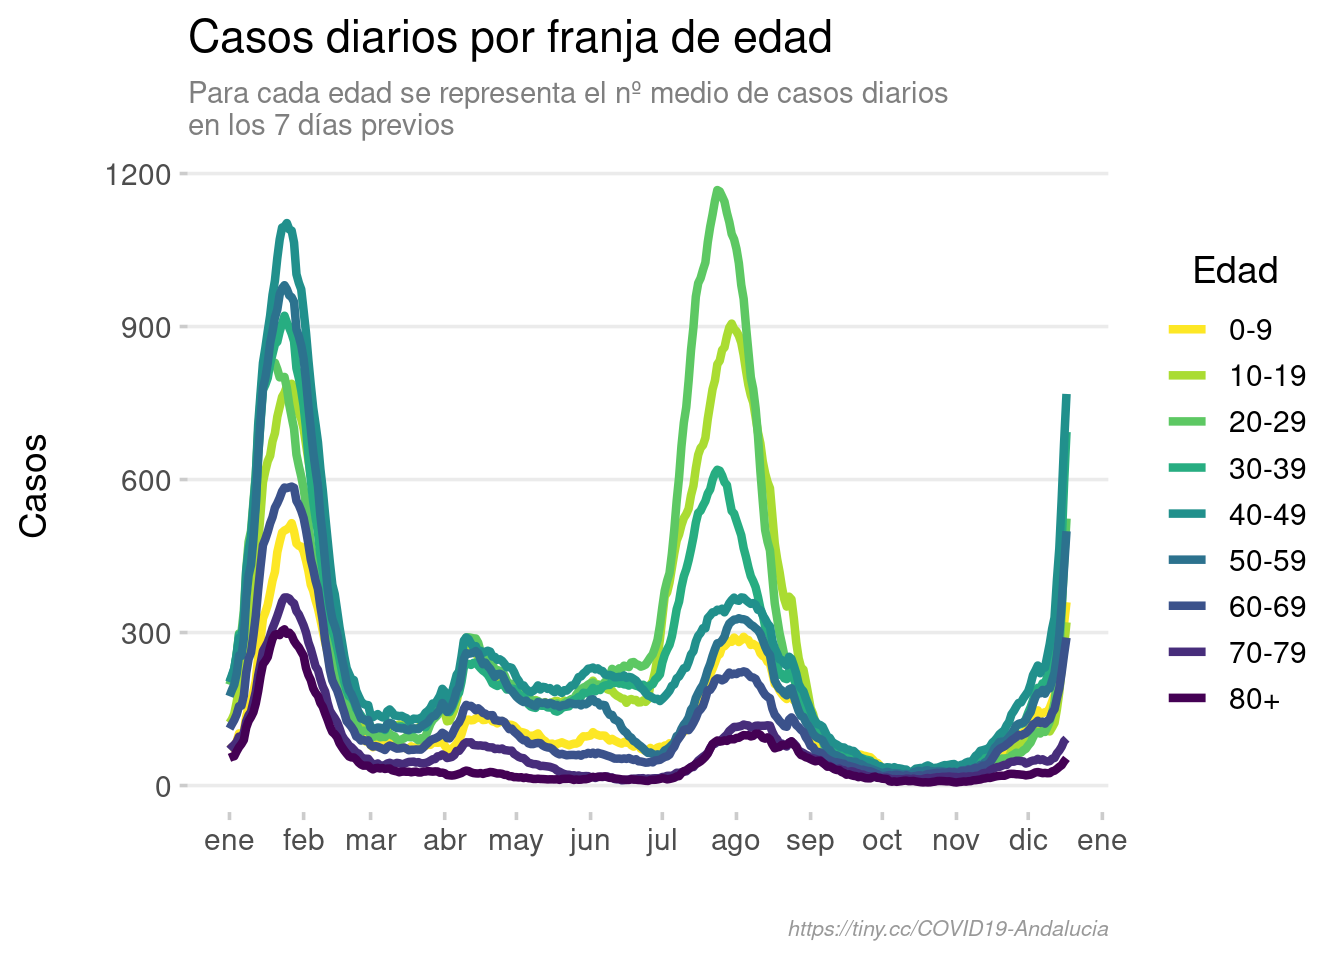 Casos diarios por franja de edad
Para cada edad se representa el nº medio de casos diarios
en los 7 días previos
1200
900
600
300
0
Casos
ene feb mar abr may jun jul ago sep oct nov dic ene
Edad
0-9
10-19
20-29
30-39
40-49
50-59
60-69
70-79
80+
https://tiny.cc/COVID19-Andalucia